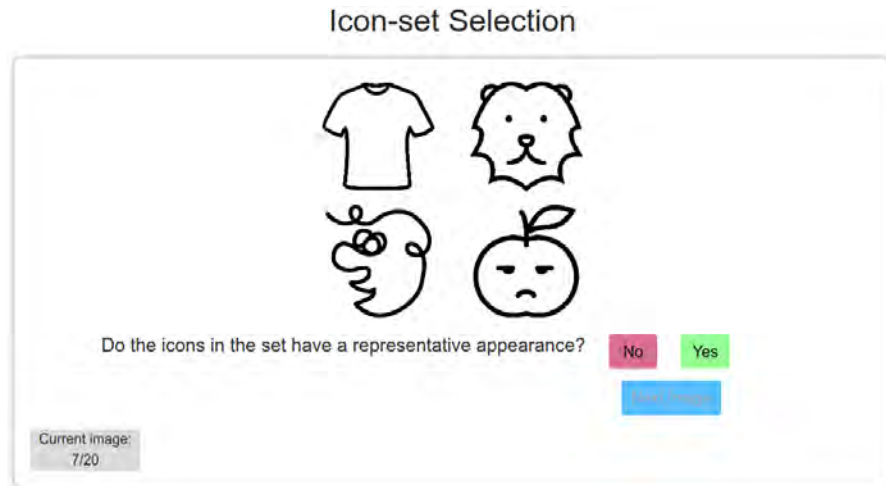 Icon-set Selection
Do the icons in the set have a representative appearance?
No
Yes
Current image:
7/20